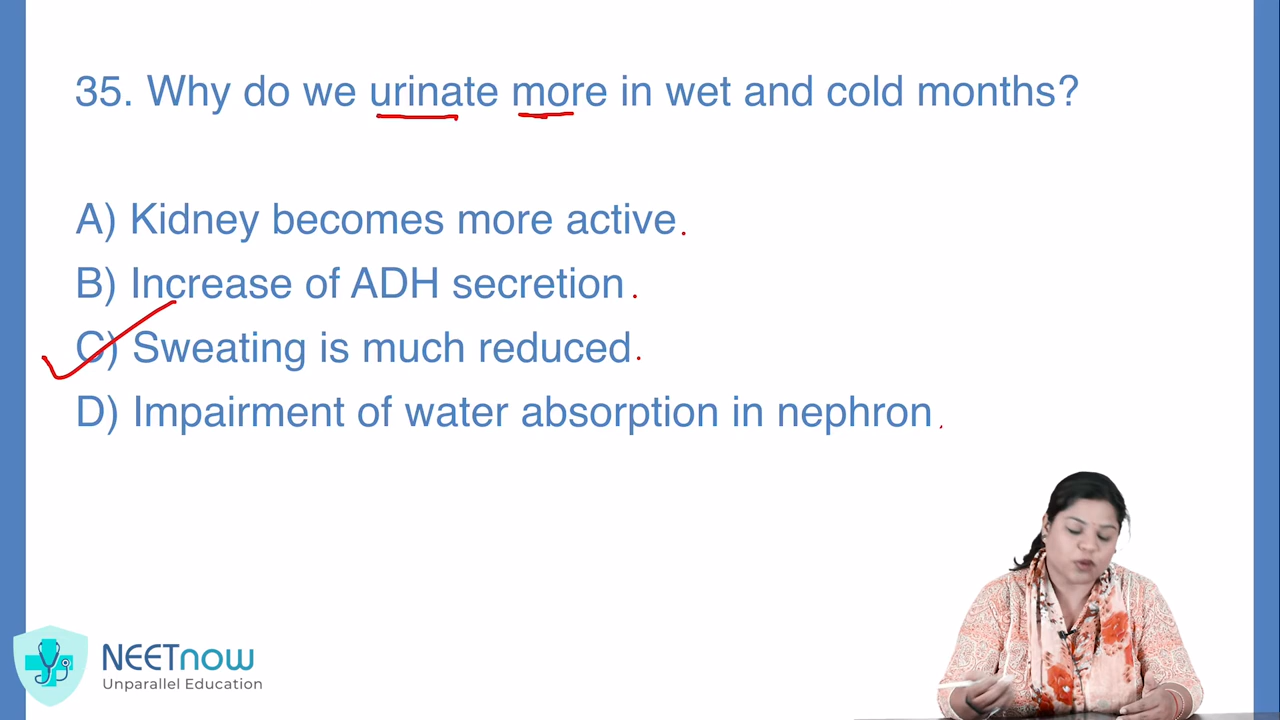 35. Why do we urinate more in wet and cold months?
A) Kidney becomes more active.
B) Increase of ADH secretion.
C) Sweating is much reduced.
D) Impairment of water absorption in nephron.
NEETnow
Unparallel Education